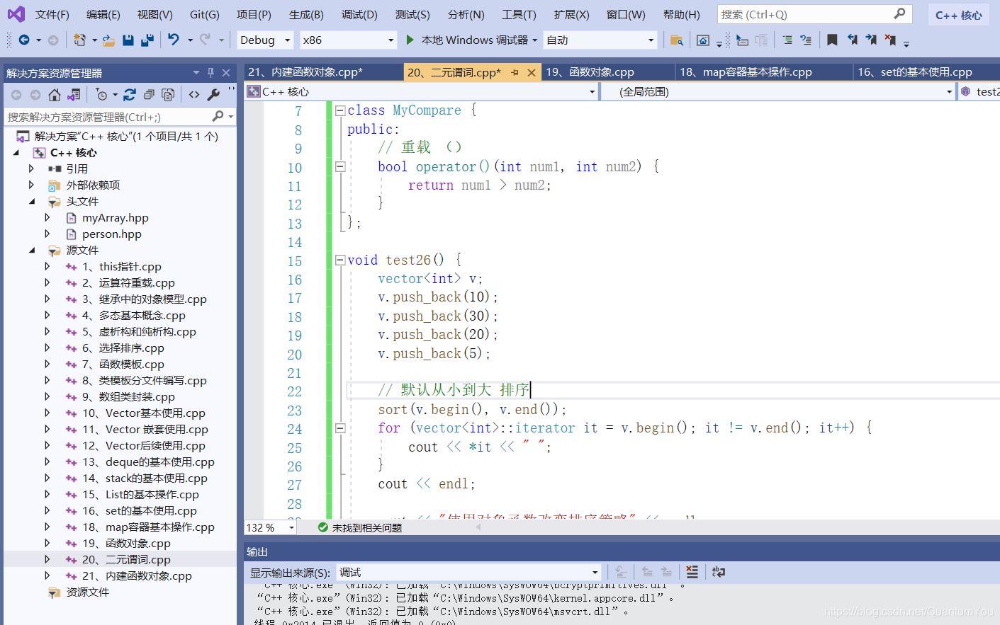 文件(F) 编辑(E) 视图(V) Git(G) 项目(P) 生成(B) 调试(D) 测试(S) 分析(N) 工具(T) 扩展(X) 窗口(W) 帮助(H) 搜索 (Ctrl+Q) C++ 核心
Debug x86 本地 Windows 调试器 自动
解决方案资源管理器
搜索解决方案资源管理器(Ctrl+;)
解决方案"C++ 核心"(1 个项目/共 1 个)
C++ 核心
引用
外部依赖项
头文件
myArray.hpp
person.hpp
源文件
1、this指针.cpp
2、运算符重载.cpp
3、继承中的对象模型.cpp
4、多态基本概念.cpp
5、虚析构和纯析构.cpp
6、选择排序.cpp
7、函数模板.cpp
8、类模板分文件编写.cpp
9、数组类封装.cpp
10、Vector基本使用.cpp
11、Vector 嵌套使用.cpp
12、Vector后续使用.cpp
13、deque的基本使用.cpp
14、stack的基本使用.cpp
15、List的基本操作.cpp
16、set的基本使用.cpp
18、map容器基本操作.cpp
19、函数对象.cpp
20、二元谓词.cpp
21、内建函数对象.cpp
资源文件
21、内建函数对象.cpp* 20、二元谓词.cpp* 19、函数对象.cpp 18、map容器基本操作.cpp 16、set的基本使用.cpp
C++ 核心 (全局范围) test2
7 class MyCompare {
8 public:
9 // 重载 ()
10 bool operator()(int num1, int num2) {
11 return num1 > num2;
12 }
13 };
14
15 void test26() {
16 vector<int> v;
17 v.push_back(10);
18 v.push_back(30);
19 v.push_back(20);
20 v.push_back(5);
21
22 // 默认从小到大 排序
23 sort(v.begin(), v.end());
24 for (vector<int>::iterator it = v.begin(); it != v.end(); it++) {
25 cout << *it << " ";
26 }
27 cout << endl;
28
"使用对象函数改变排序策略" <<
132 % 未找到相关问题
输出
显示输出来源(S): 调试
“C++ 核心.exe”(Win32): 已加载“C:\Windows\SysWOW64\bcryptprimitives.dll”。
“C++ 核心.exe”(Win32): 已加载“C:\Windows\SysWOW64\kernel.appcore.dll”。
“C++ 核心.exe”(Win32): 已加载“C:\Windows\SysWOW64\msvcrt.dll”。
线程 0x2014 已退出，返回值为 0 (0x0)
https://blog.csdn.net/QuantumYou